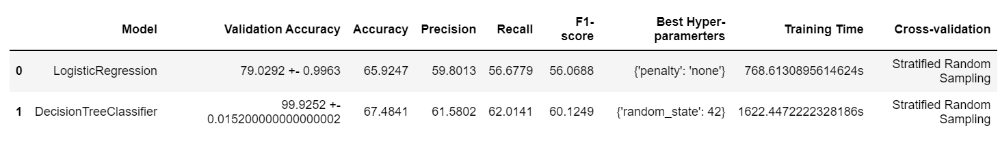 Model Validation Accuracy Accuracy Precision Recall F1-
score Best Hyper-
paramerters Training Time Cross-validation
0 LogisticRegression 79.0292 +- 0.9963 65.9247 59.8013 56.6779 56.0688 {'penalty': 'none'} 768.6130895614624s Stratified Random
Sampling
1 DecisionTreeClassifier 99.9252 +-
0.015200000000000002 67.4841 61.5802 62.0141 60.1249 {'random_state': 42} 1622.4472222328186s Stratified Random
Sampling